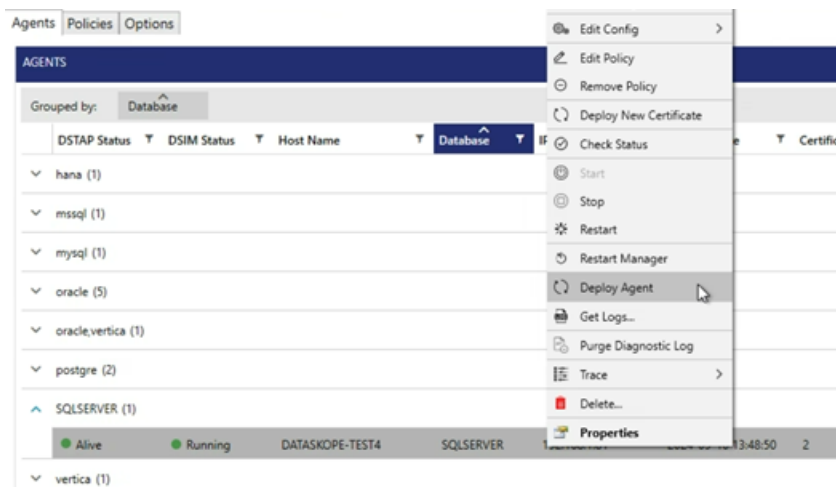 Agents Policies Options
AGENTS
Grouped by: Database
DSTAP Status DSIM Status Host Name Database Certific
hana (1)
mssql (1)
mysql (1)
oracle (5)
oracle,vertica (1)
postgre (2)
SQLSERVER (1)
Alive Running DATASKOPE-TEST4 SQLSERVER 13:48:50 2
vertica (1)
Edit Config
Edit Policy
Remove Policy
Deploy New Certificate
Check Status
Start
Stop
Restart
Restart Manager
Deploy Agent
Get Logs...
Purge Diagnostic Log
Trace
Delete...
Properties